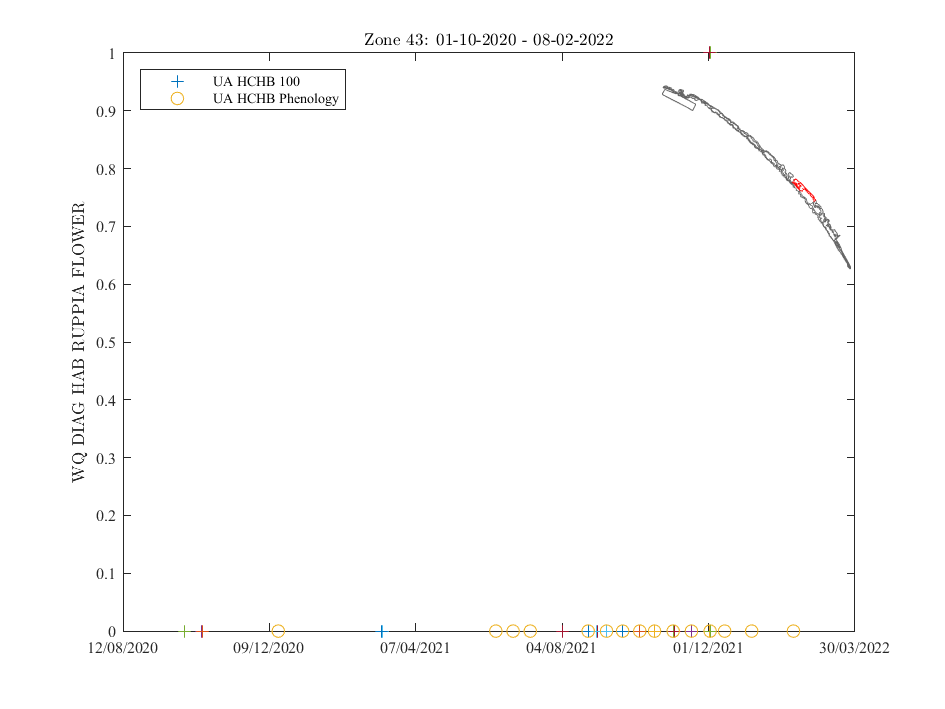 Zone 43: 01-10-2020 - 08-02-2022
UA HCHB 100
UA HCHB Phenology
WQ DIAG HAB RUPPIA FLOWER
1
0.9
0.8
0.7
0.6
0.5
0.4
0.3
0.2
0.1
0
12/08/2020 09/12/2020 07/04/2021 04/08/2021 01/12/2021 30/03/2022